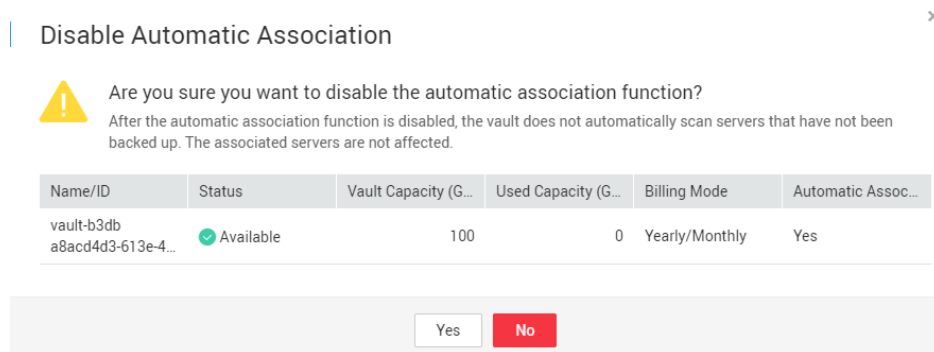 Disable Automatic Association
Are you sure you want to disable the automatic association function?
After the automatic association function is disabled, the vault does not automatically scan servers that have not been
backed up. The associated servers are not affected.
Name/ID Status Vault Capacity (G... Used Capacity (G... Billing Mode Automatic Assoc...
vault-b3db
a8acd4d3-613e-4... Available 100 0 Yearly/Monthly Yes
Yes No